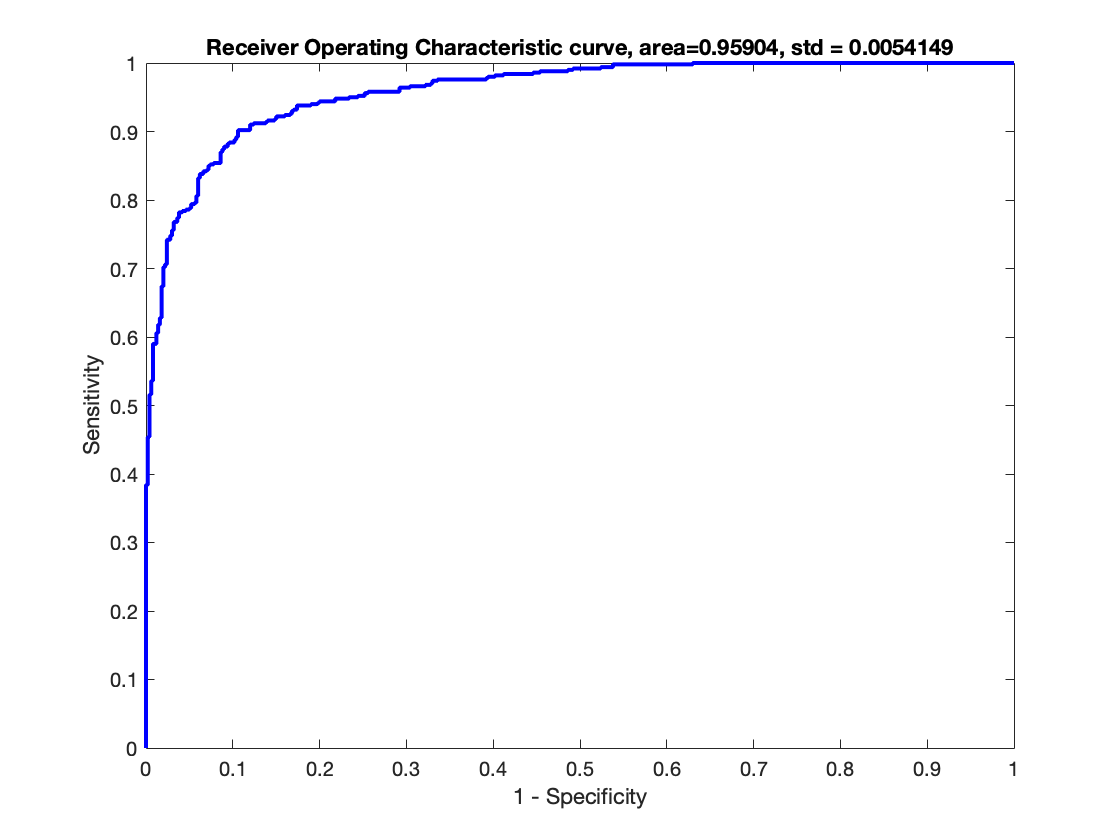 Receiver Operating Characteristic curve, area=0.95904, std = 0.0054149
1
0.9
0.8
0.7
0.6
0.5
0.4
0.3
0.2
0.1
0
Sensitivity
0 0.1 0.2 0.3 0.4 0.5 0.6 0.7 0.8 0.9 1
1 - Specificity